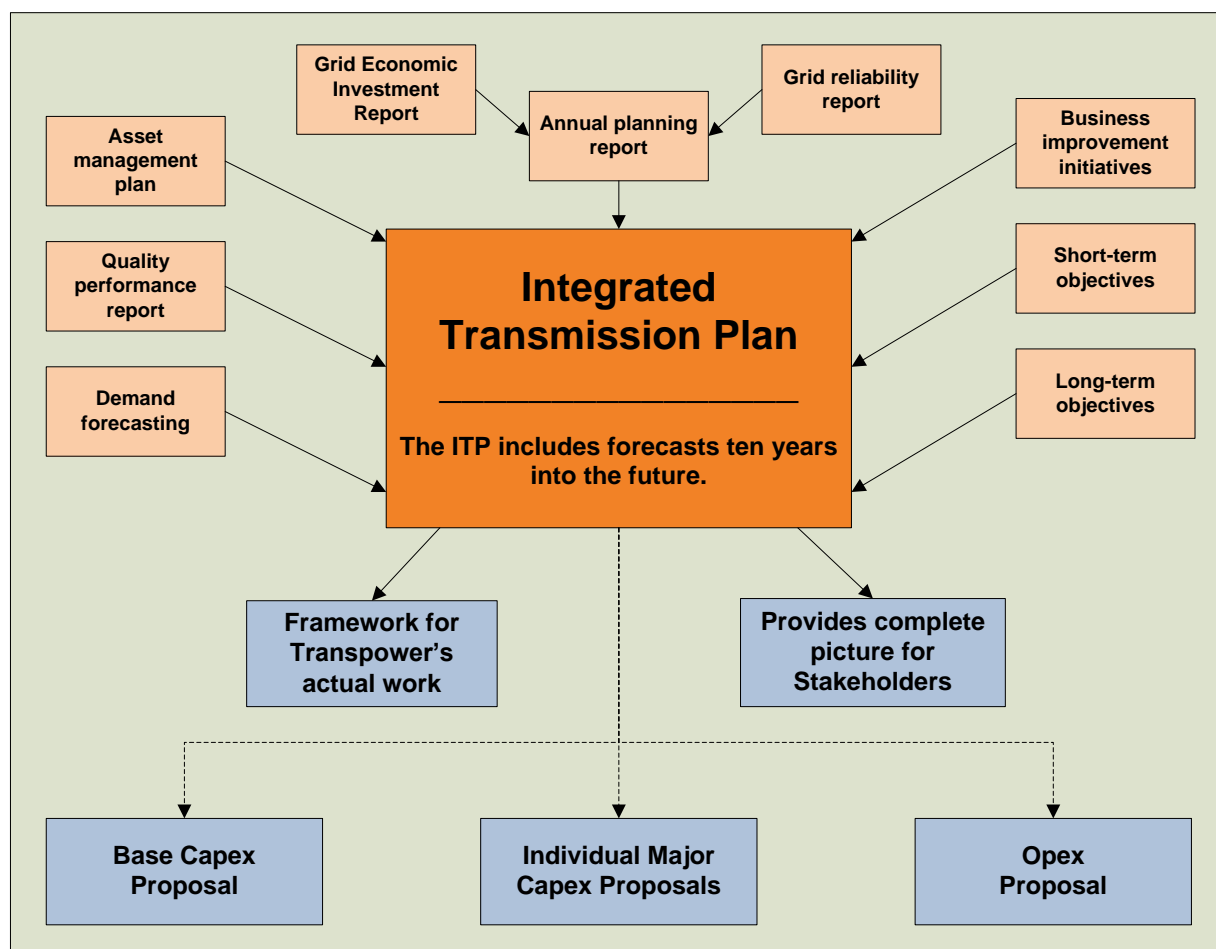 Grid Economic
Investment
Report
Grid reliability
report
Annual planning
report
Asset
management
plan
Business
improvement
initiatives
Quality
performance
report
Short-term
objectives
Demand
forecasting
Long-term
objectives
Integrated
Transmission Plan
The ITP includes forecasts ten years
into the future.
Framework for
Transpower’s
actual work
Provides complete
picture for
Stakeholders
Base Capex
Proposal
Individual Major
Capex Proposals
Opex
Proposal